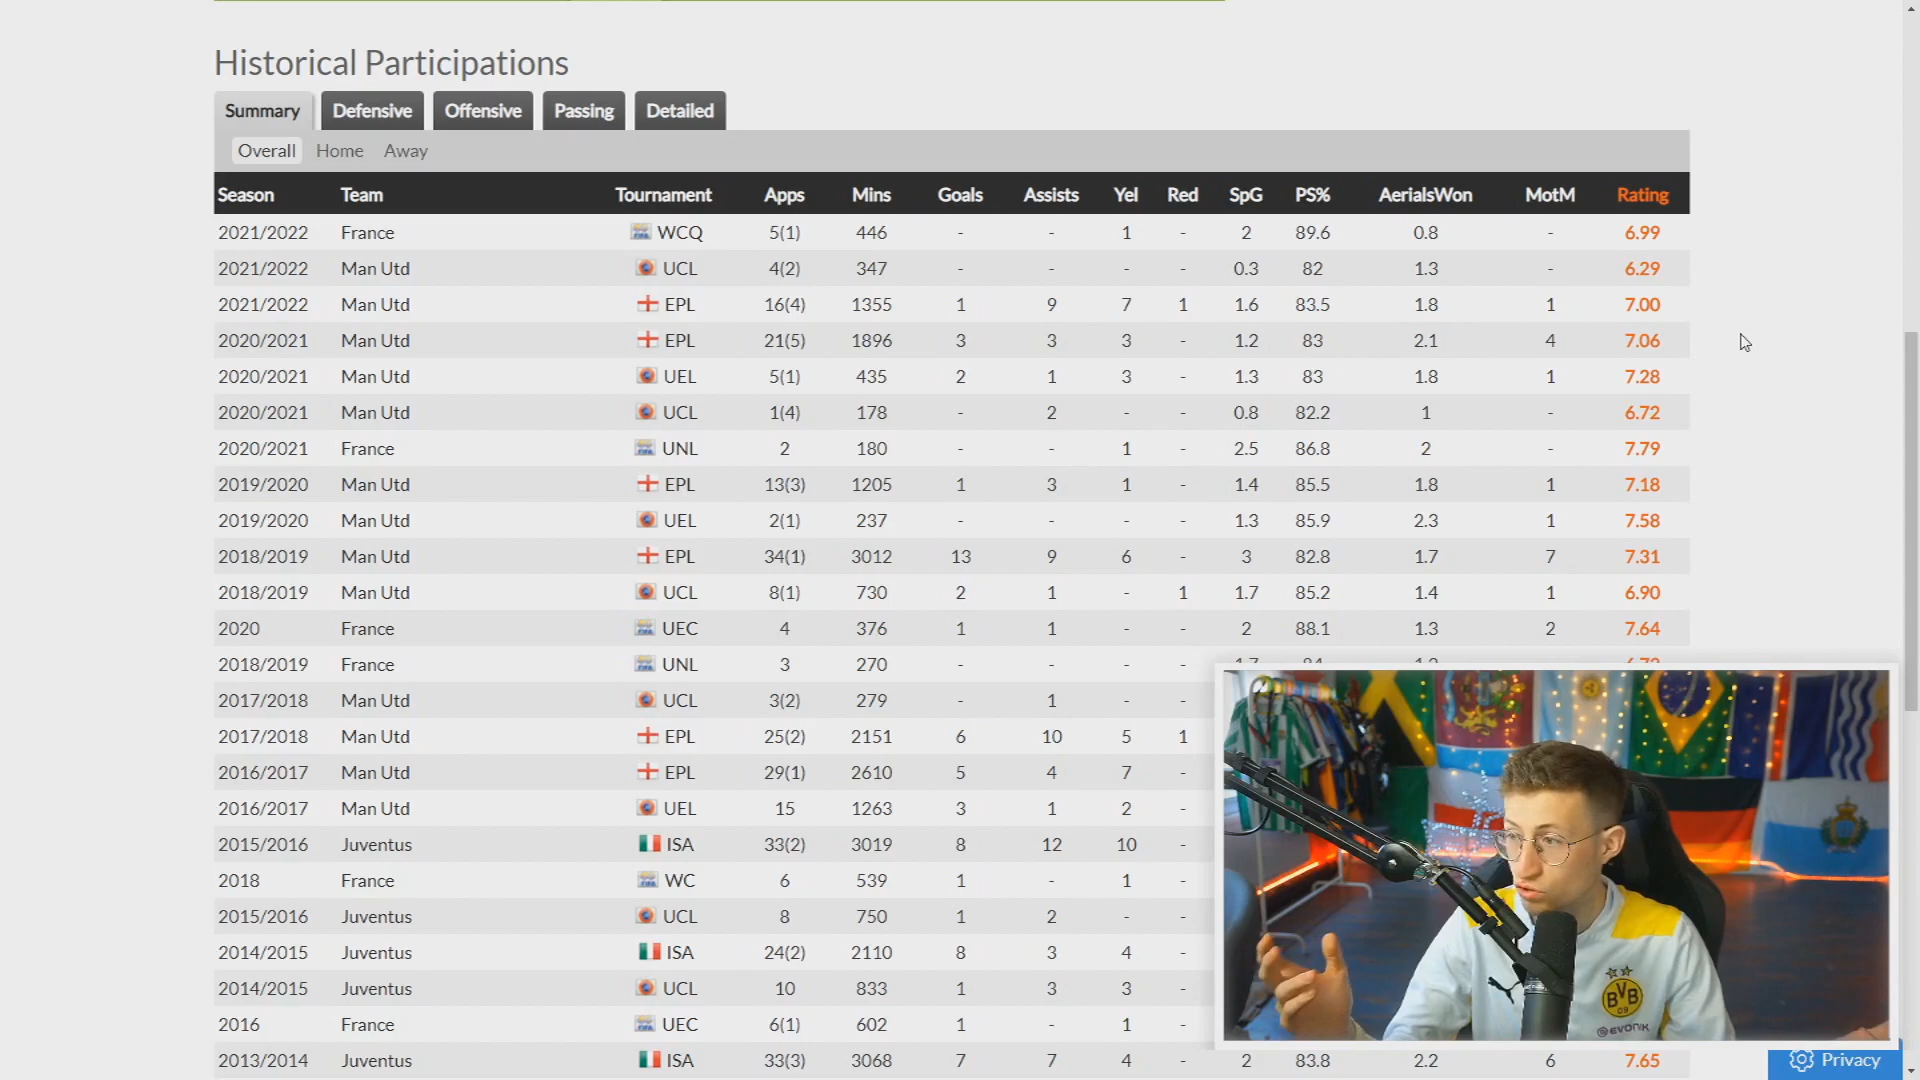 Historical Participations
Summary Defensive Offensive Passing Detailed
Overall Home Away
Season Team Tournament Apps Mins Goals Assists Yel Red SpG PS% AerialsWon MotM Rating
2021/2022 France WCQ 5(1) 446 - - 1 - 2 89.6 0.8 - 6.99
2021/2022 Man Utd UCL 4(2) 347 - - - - 0.3 82 1.3 - 6.29
2021/2022 Man Utd EPL 16(4) 1355 1 9 7 1 1.6 83.5 1.8 1 7.00
2020/2021 Man Utd EPL 21(5) 1896 3 3 3 - 1.2 83 2.1 4 7.06
2020/2021 Man Utd UEL 5(1) 435 2 1 3 - 1.3 83 1.8 1 7.28
2020/2021 Man Utd UCL 1(4) 178 - 2 - - 0.8 82.2 1 - 6.72
2020/2021 France UNL 2 180 - - 1 - 2.5 86.8 2 - 7.79
2019/2020 Man Utd EPL 13(3) 1205 1 3 1 - 1.4 85.5 1.8 1 7.18
2019/2020 Man Utd UEL 2(1) 237 - - - - 1.3 85.9 2.3 1 7.58
2018/2019 Man Utd EPL 34(1) 3012 13 9 6 - 3 82.8 1.7 7 7.31
2018/2019 Man Utd UCL 8(1) 730 2 1 - 1 1.7 85.2 1.4 1 6.90
2020 France UEC 4 376 1 1 - - 2 88.1 1.3 2 7.64
2018/2019 France UNL 3 270 - - - -
2017/2018 Man Utd UCL 3(2) 279 - 1 - -
2017/2018 Man Utd EPL 25(2) 2151 6 10 5 1
2016/2017 Man Utd EPL 29(1) 2610 5 4 7 -
2016/2017 Man Utd UEL 15 1263 3 1 2 -
2015/2016 Juventus ISA 33(2) 3019 8 12 10 -
2018 France WC 6 539 1 - 1 -
2015/2016 Juventus UCL 8 750 1 2 - -
2014/2015 Juventus ISA 24(2) 2110 8 3 4 -
2014/2015 Juventus UCL 10 833 1 3 3 -
2016 France UEC 6(1) 602 1 - 1 -
2013/2014 Juventus ISA 33(3) 3068 7 7 4 - 2 83.8 2.2 6 7.65
BVB
09
EVONIK
Privacy